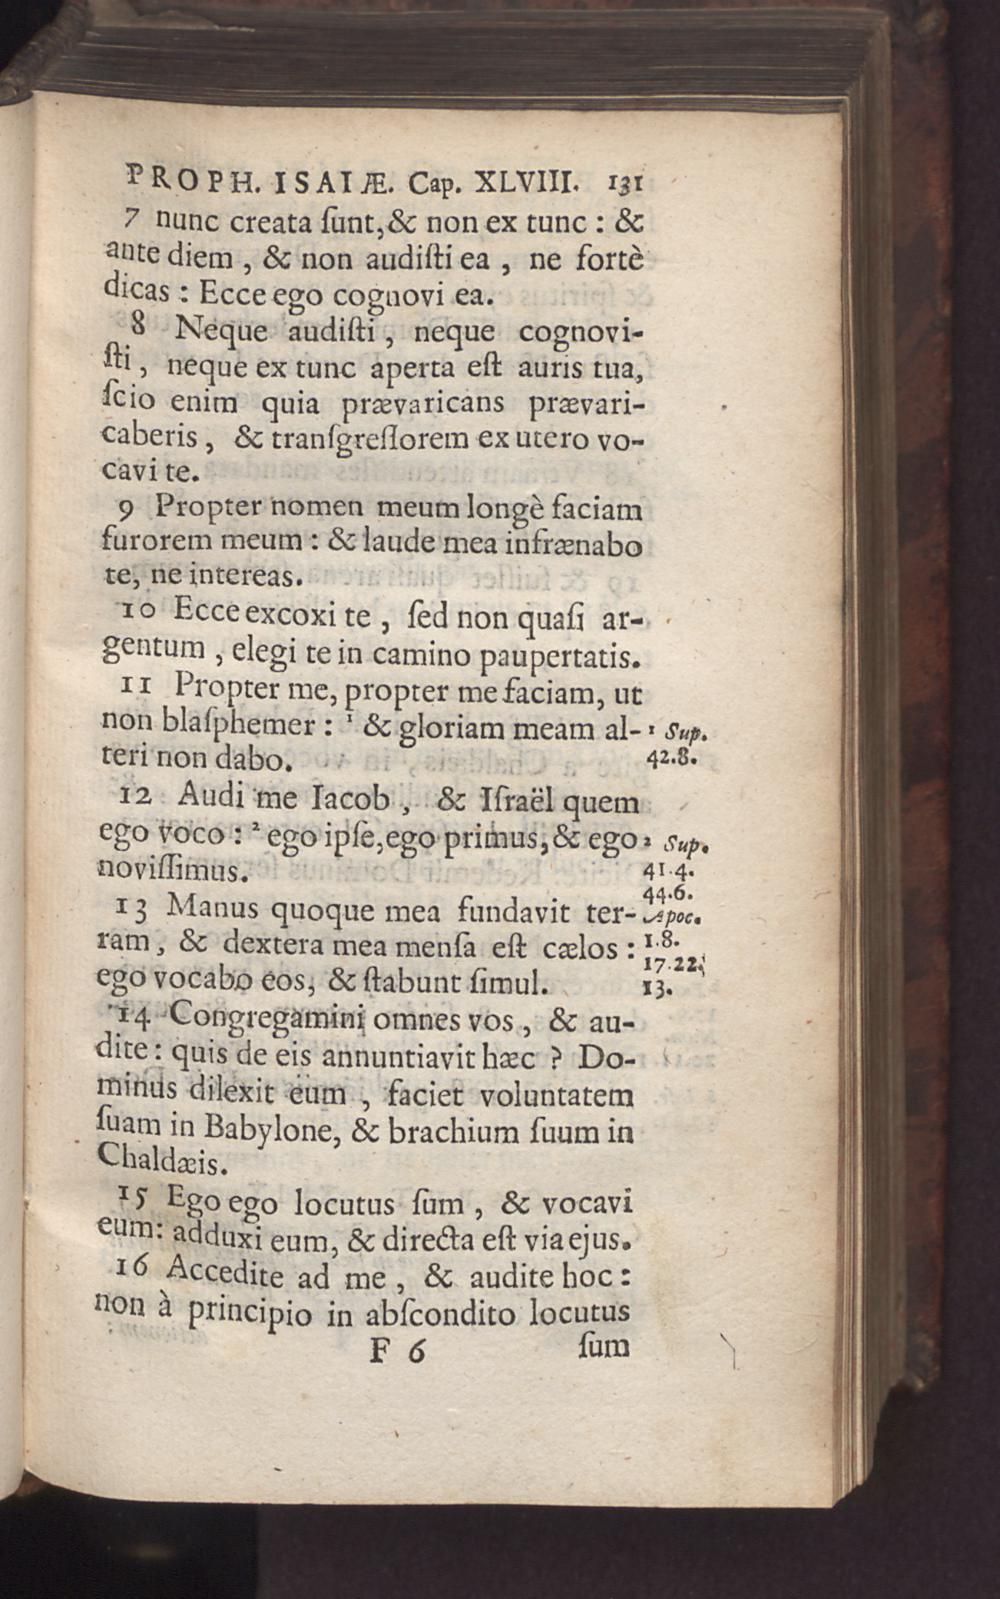 PROPH. ISAIÆ. Cap. XLVIII. 131
7 nunc creata ſunt, & non ex tunc : &
ante diem , & non audiſti ea , ne fortè
dicas : Ecce ego cognovi ea.
8 Neque audiſti , neque cognovi-
ſti , neque ex tunc aperta eſt auris tua,
ſcio enim quia prævaricans prævari-
caberis , & tranſgreſſorem ex utero vo-
cavi te.
9 Propter nomen meum longè faciam
furorem meum : & laude mea infrænabo
te, ne intereas.
10 Ecce excoxi te , ſed non quaſi ar-
gentum , elegi te in camino paupertatis.
11 Propter me, propter me faciam, ut
non blaſphemer : ¹ & gloriam meam al-
teri non dabo.
12 Audi me Iacob , & Iſraël quem
ego voco : ² ego ipſe, ego primus, & ego
noviſſimus.
13 Manus quoque mea fundavit ter-
ram , & dextera mea menſa eſt cælos :
ego vocabo eos, & ſtabunt ſimul.
14 Congregamini omnes vos , & au-
dite : quis de eis annuntiavit hæc ? Do-
minus dilexit eum , faciet voluntatem
ſuam in Babylone, & brachium ſuum in
Chaldæis.
15 Ego ego locutus ſum , & vocavi
eum: adduxi eum, & directa eſt via ejus.
16 Accedite ad me , & audite hoc :
non à principio in abſcondito locutus
F 6 ſum
¹ Sup.
42.8.
² Sup.
41.4.
44.6.
Apoc.
1.8.
17.22.
13.